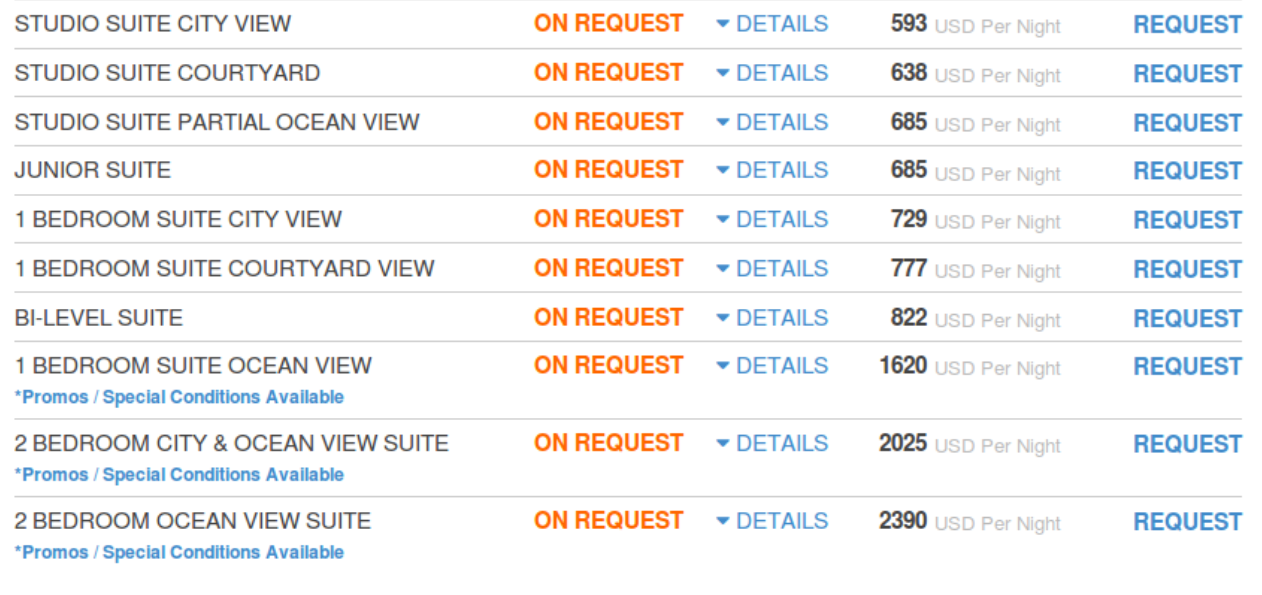 STUDIO SUITE CITY VIEW ON REQUEST DETAILS 593 USD Per Night REQUEST
STUDIO SUITE COURTYARD ON REQUEST DETAILS 638 USD Per Night REQUEST
STUDIO SUITE PARTIAL OCEAN VIEW ON REQUEST DETAILS 685 USD Per Night REQUEST
JUNIOR SUITE ON REQUEST DETAILS 685 USD Per Night REQUEST
1 BEDROOM SUITE CITY VIEW ON REQUEST DETAILS 729 USD Per Night REQUEST
1 BEDROOM SUITE COURTYARD VIEW ON REQUEST DETAILS 777 USD Per Night REQUEST
BI-LEVEL SUITE ON REQUEST DETAILS 822 USD Per Night REQUEST
1 BEDROOM SUITE OCEAN VIEW ON REQUEST DETAILS 1620 USD Per Night REQUEST
*Promos / Special Conditions Available
2 BEDROOM CITY & OCEAN VIEW SUITE ON REQUEST DETAILS 2025 USD Per Night REQUEST
*Promos / Special Conditions Available
2 BEDROOM OCEAN VIEW SUITE ON REQUEST DETAILS 2390 USD Per Night REQUEST
*Promos / Special Conditions Available